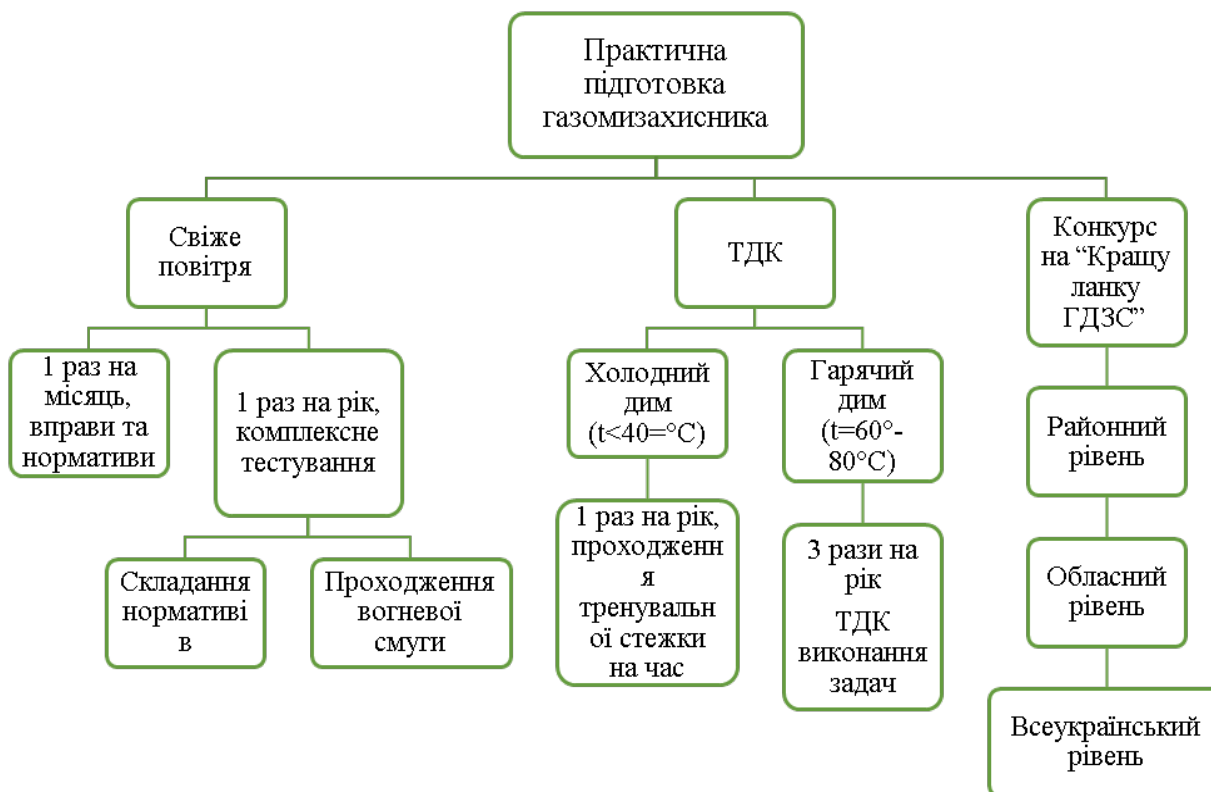 Практична
підготовка
газомизахисника
Свіже
повітря
ТДК
Конкурс
на “Кращу
ланку
ГДЗС”
1 раз на
місяць,
вправи та
нормативи
1 раз на рік,
комплексне
тестування
Холодний
дим
(t<40=°C)
Гарячий
дим
(t=60°-
80°C)
Районний
рівень
Складання
нормативі
в
Проходження
вогневої
смуги
1 раз на рік,
проходженн
я
тренувальн
ої стежки
на час
3 рази на
рік
ТДК
виконання
задач
Обласний
рівень
Всеукраїнський
рівень